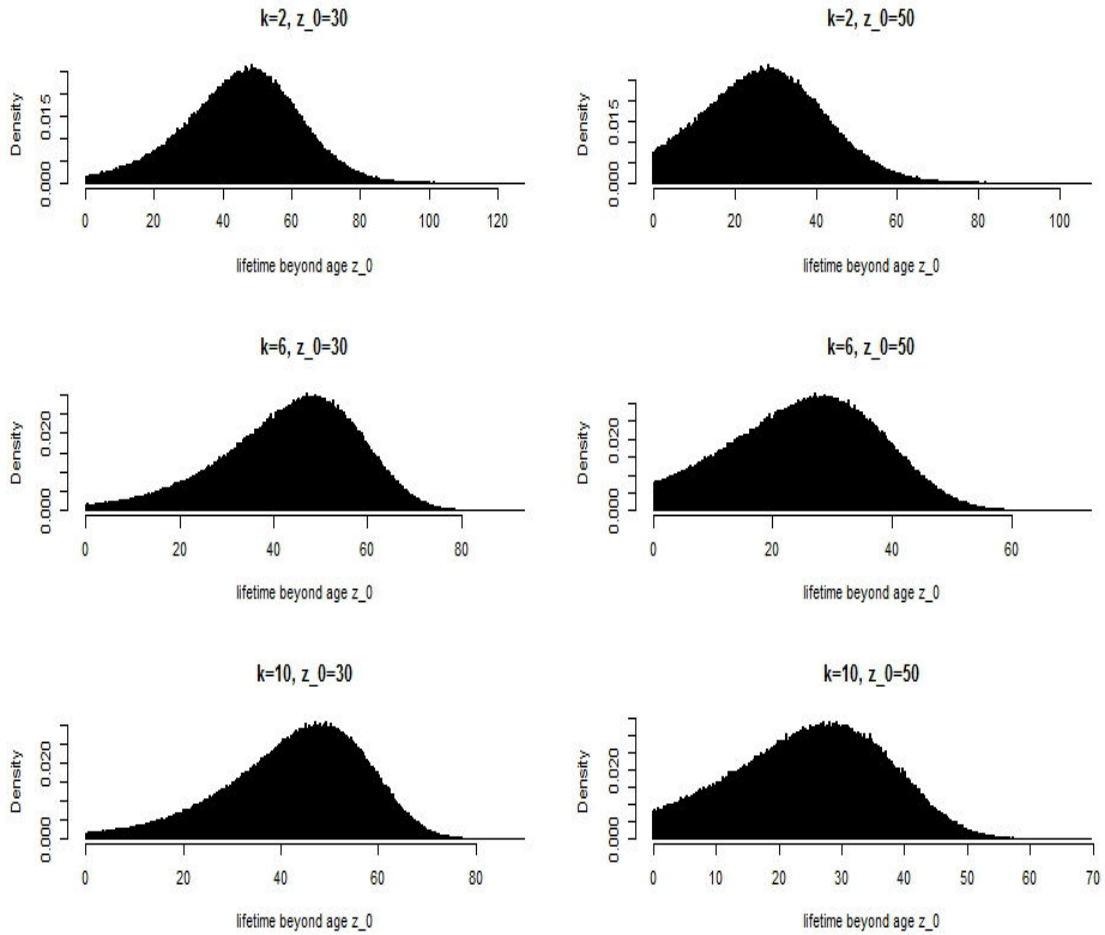 k=2, z_0=30
Density
0.000 0.015
0 20 40 60 80 100 120
lifetime beyond age z_0
k=2, z_0=50
Density
0.000 0.015
0 20 40 60 80 100
lifetime beyond age z_0
k=6, z_0=30
Density
0.000 0.020
0 20 40 60 80
lifetime beyond age z_0
k=6, z_0=50
Density
0.000 0.020
0 20 40 60
lifetime beyond age z_0
k=10, z_0=30
Density
0.000 0.020
0 20 40 60 80
lifetime beyond age z_0
k=10, z_0=50
Density
0.000 0.020
0 10 20 30 40 50 60 70
lifetime beyond age z_0